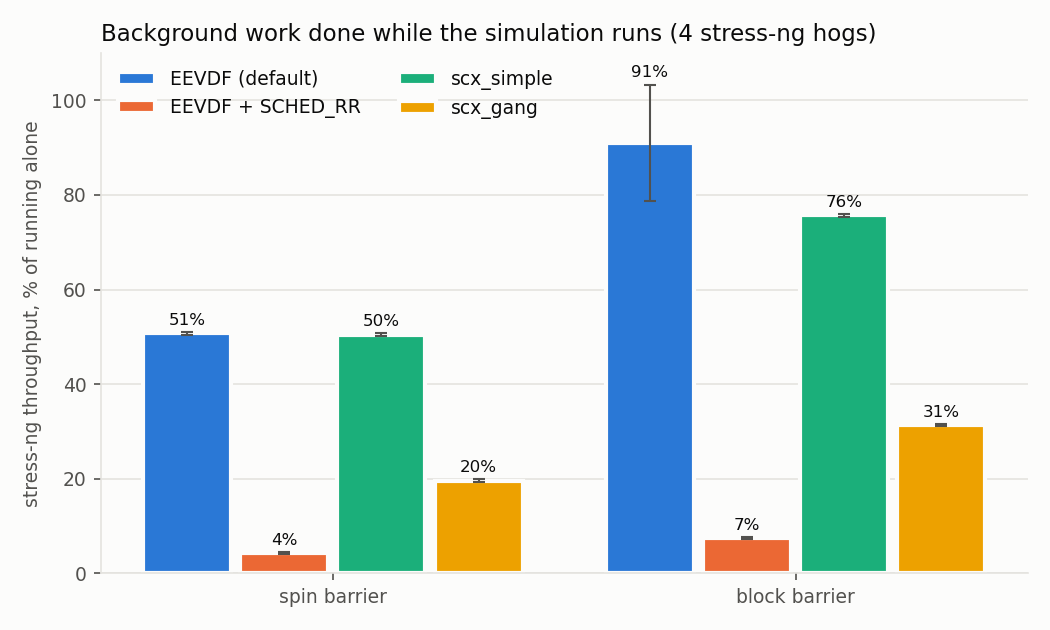 Background work done while the simulation runs (4 stress-ng hogs)
EEVDF (default)
EEVDF + SCHED_RR
scx_simple
scx_gang
stress-ng throughput, % of running alone
100
80
60
40
20
0
51%
4%
50%
20%
91%
7%
76%
31%
spin barrier
block barrier